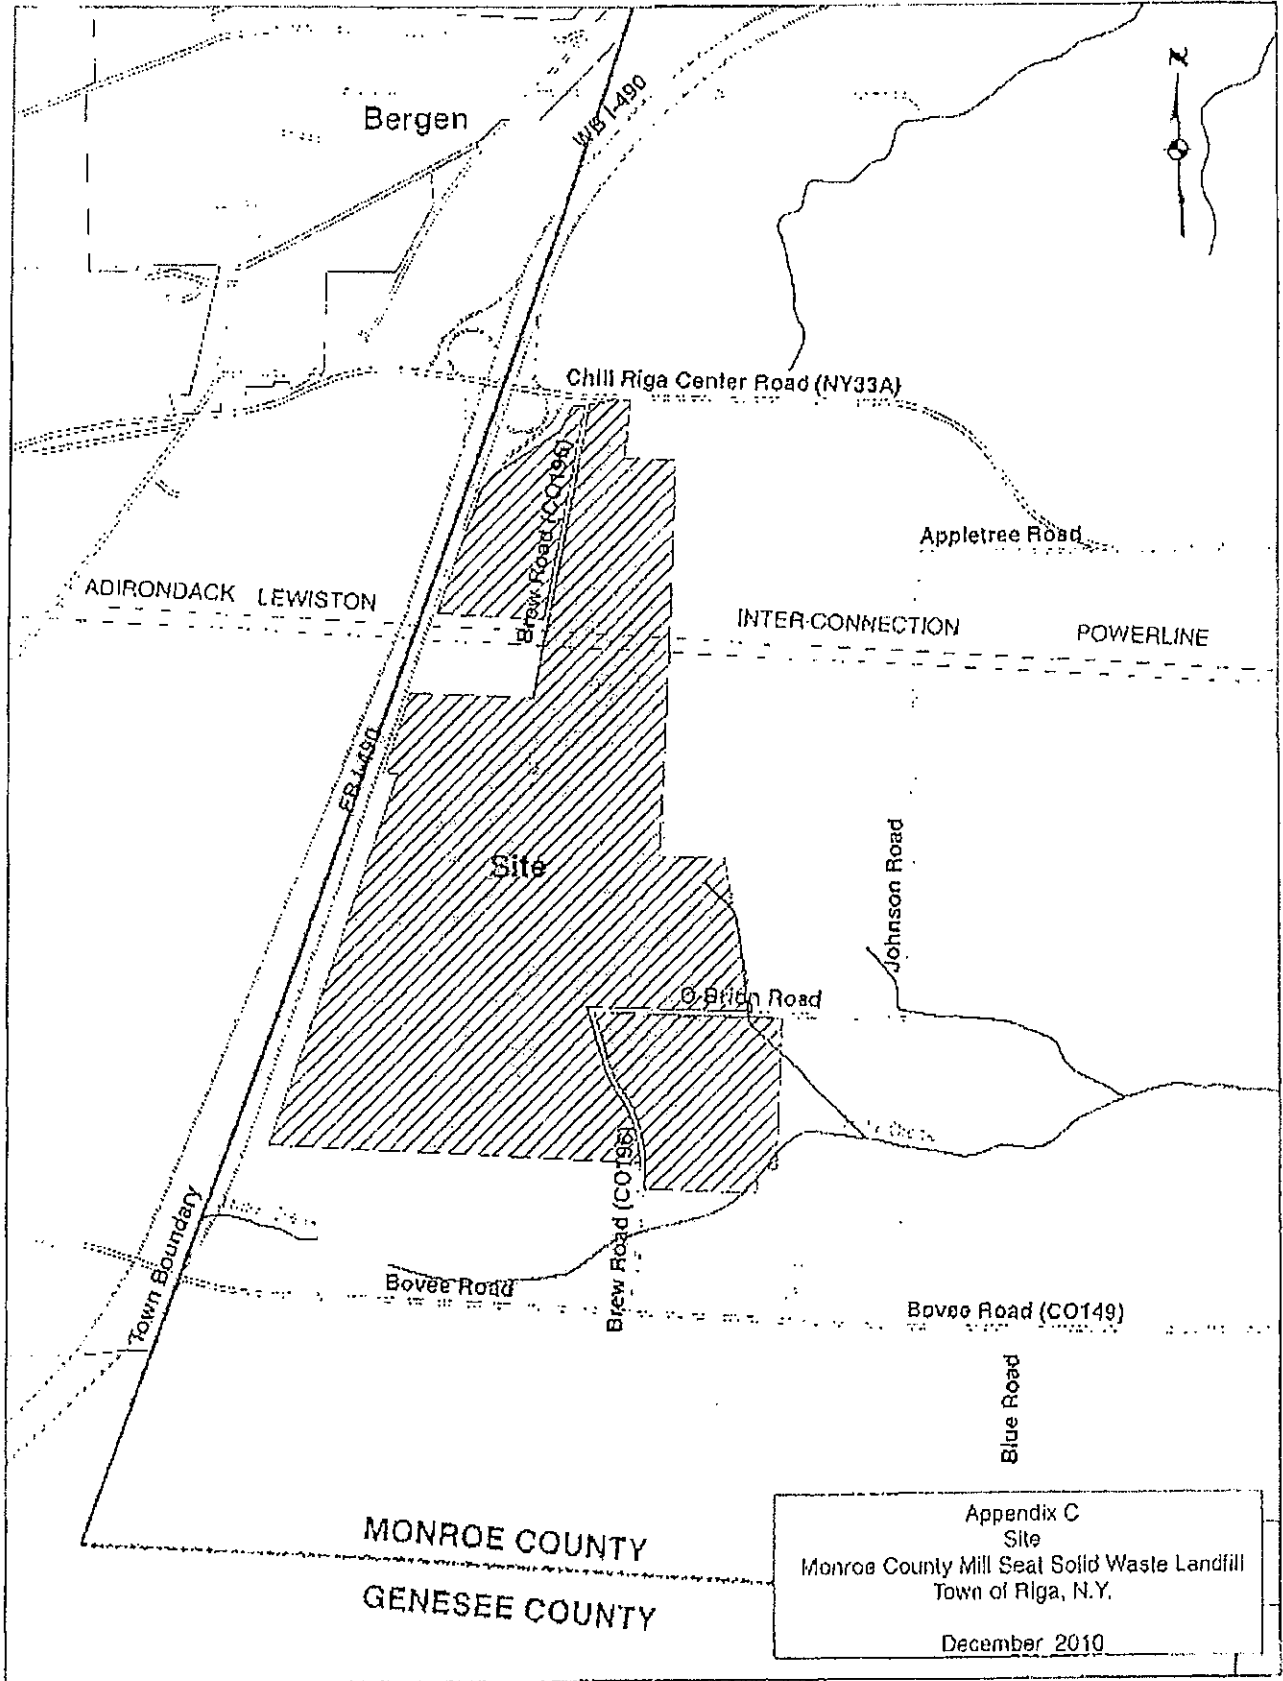 N
WB I-490
Bergen
Chill Riga Center Road (NY33A)
Brew Road (CO196)
Appletree Road
ADIRONDACK LEWISTON
INTER-CONNECTION
POWERLINE
EB I-490
Site
Johnson Road
O Brian Road
Brew Road (CO196)
Town Boundary
Bovee Road
Bovee Road (CO149)
Blue Road
MONROE COUNTY
GENESEE COUNTY
Appendix C
Site
Monroe County Mill Seat Solid Waste Landfill
Town of Riga, N.Y.
December 2010